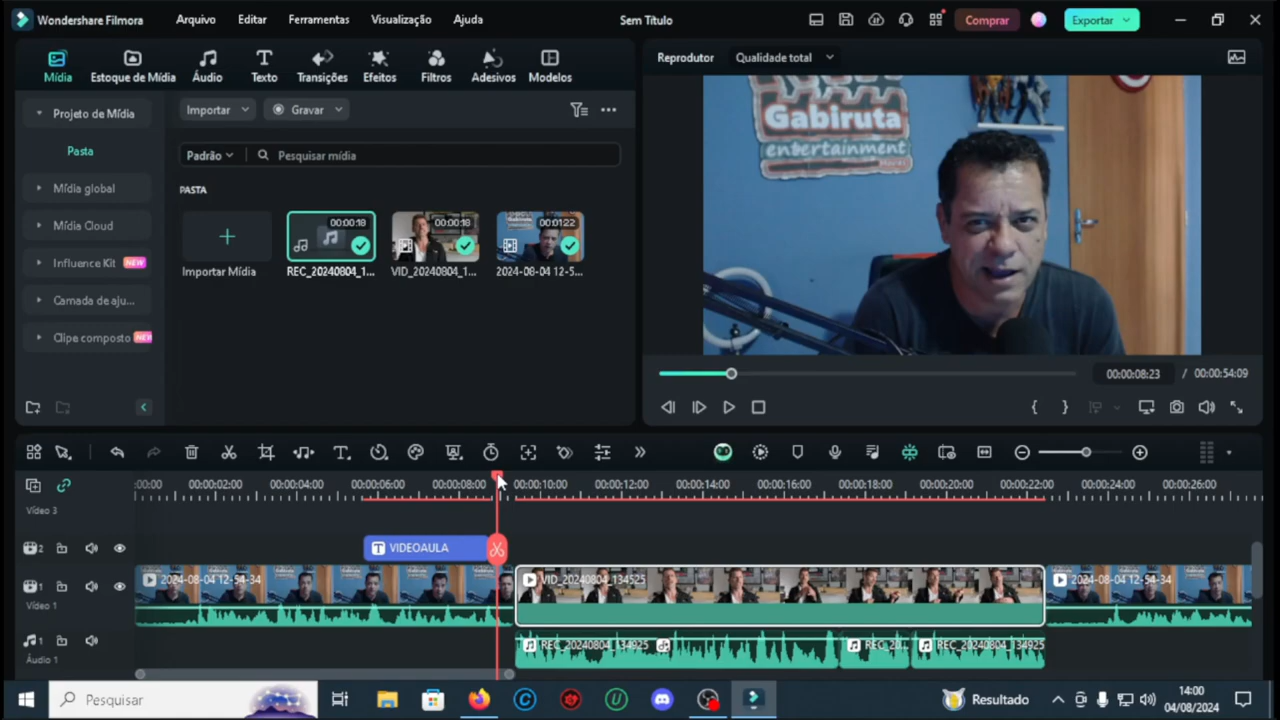 Wondershare Filmora
Arquivo
Editar
Ferramentas
Visualização
Ajuda
Sem Título
Comprar
Exportar
Mídia
Estoque de Mídia
Áudio
Texto
Transições
Efeitos
Filtros
Adesivos
Modelos
Reprodutor
Qualidade total
Projeto de Mídia
Pasta
Mídia global
Mídia Cloud
Influence Kit NEW
Camada de aju...
Clipe composto NEW
Importar
Gravar
Padrão
Pesquisar mídia
PASTA
Importar Mídia
00:00:18
REC_20240804_1...
00:00:18
VID_20240804_1...
00:01:22
2024-08-04 12-5...
Gabiruta
entertainment
00:00:08:23 / 00:00:54:09
:00:00 00:00:02:00 00:00:04:00 00:00:06:00 00:00:08:00 00:00:10:00 00:00:12:00 00:00:14:00 00:00:16:00 00:00:18:00 00:00:20:00 00:00:22:00 00:00:24:00 00:00:26:00
Vídeo 3
2
VIDEOAULA
1
Vídeo 1
2024-08-04 12-54-34
VID_20240804_134525
2024-08-04 12-54-34
1
Áudio 1
REC_20240804_134925
REC_20...
REC_20240804_134925
Pesquisar
Resultado
14:00
04/08/2024